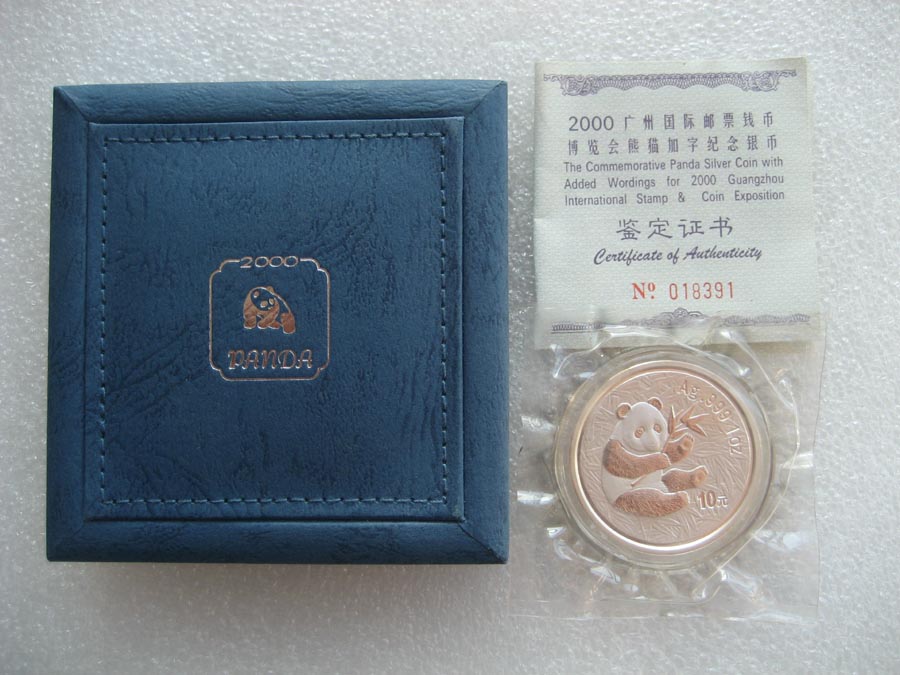 2000
PANDA
2000 广州国际邮票钱币
博览会熊猫加字纪念银币
The Commemorative Panda Silver Coin with
Added Wordings for 2000 Guangzhou
International Stamp & Coin Exposition
鉴定证书
Certificate of Authenticity
Nº 018391
Ag.999 1oz
10元